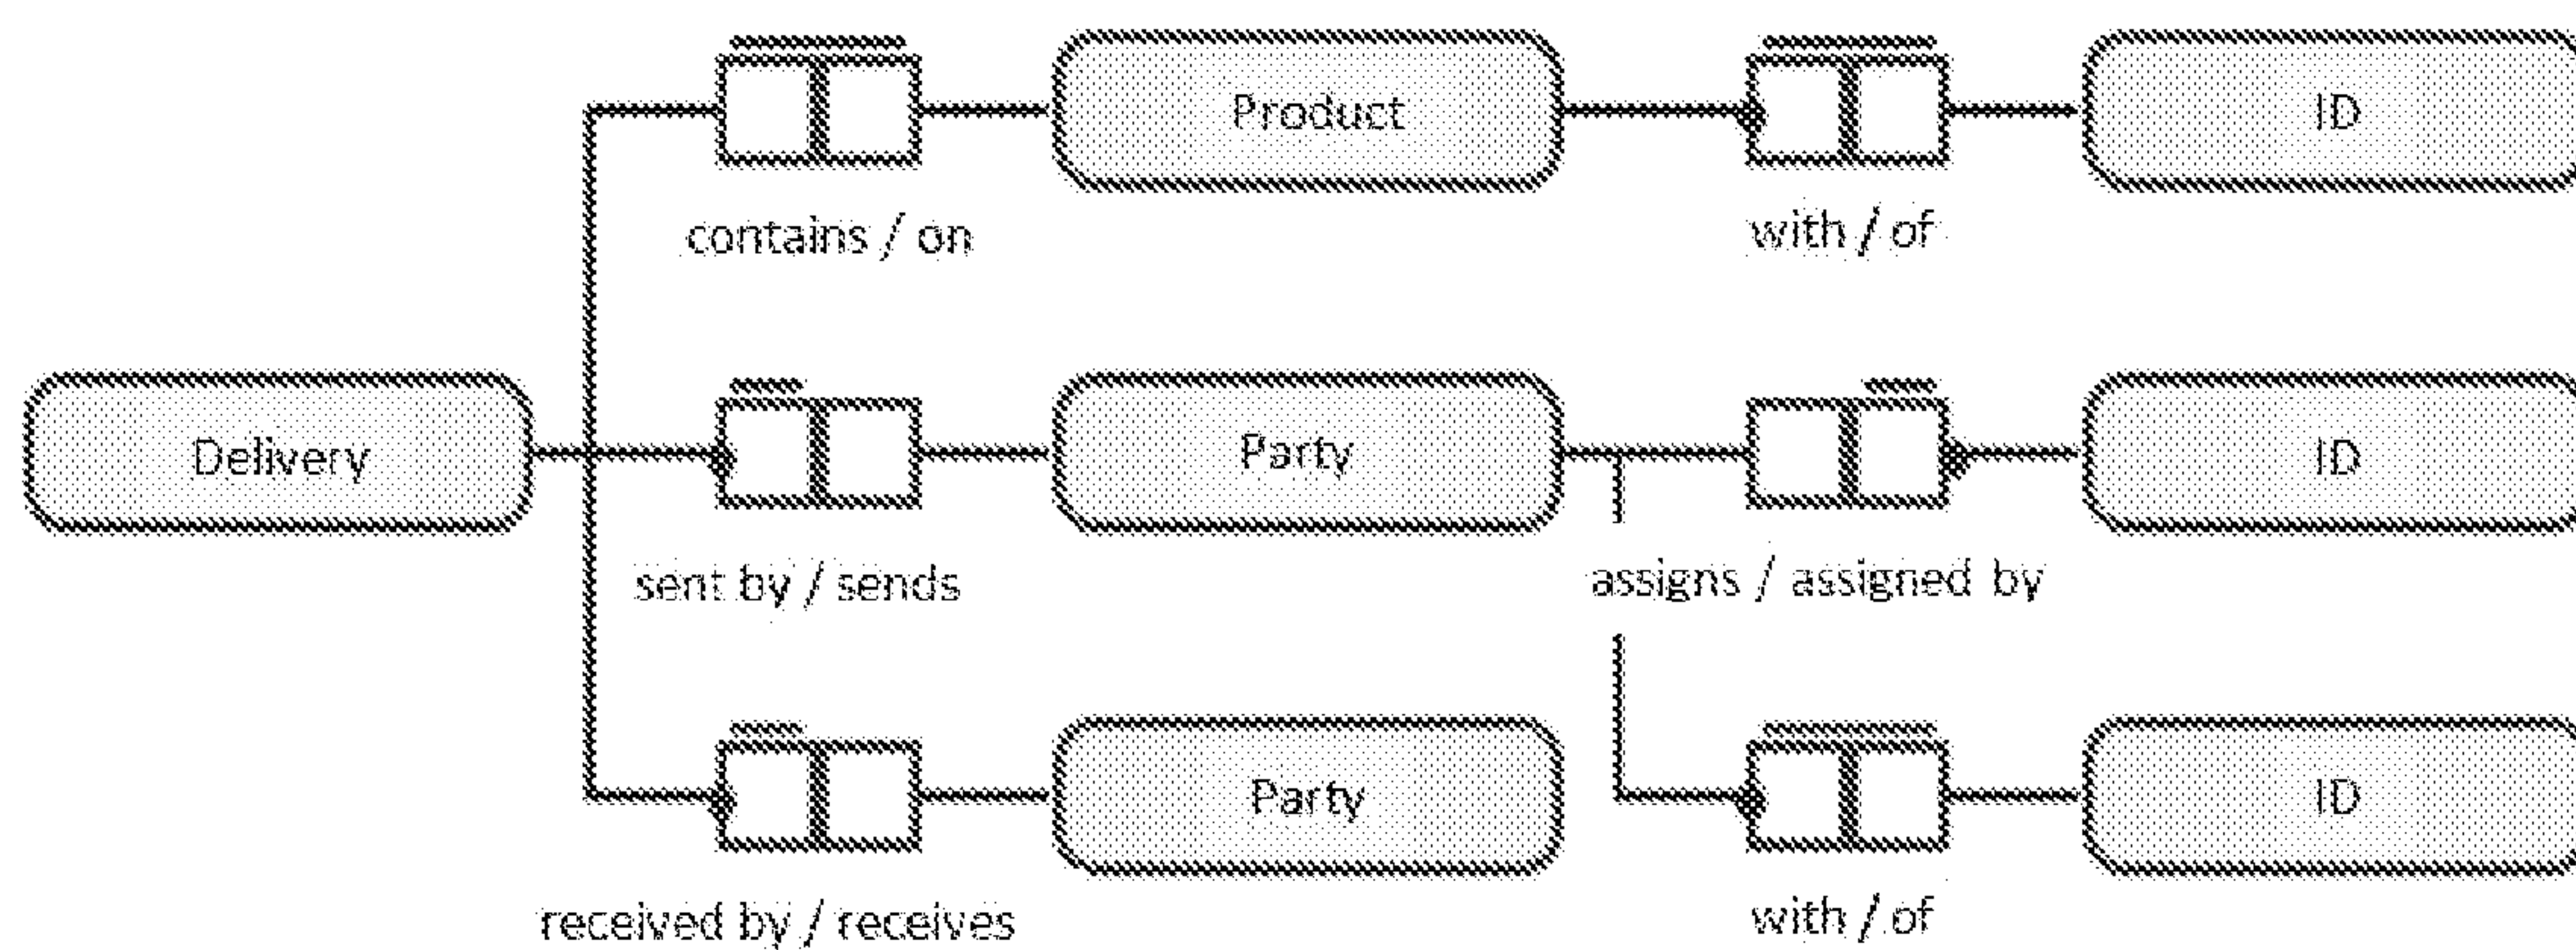 Product
ID
contains / on
with / of
Delivery
Party
ID
sent by / sends
assigns / assigned by
Party
ID
received by / receives
with / of